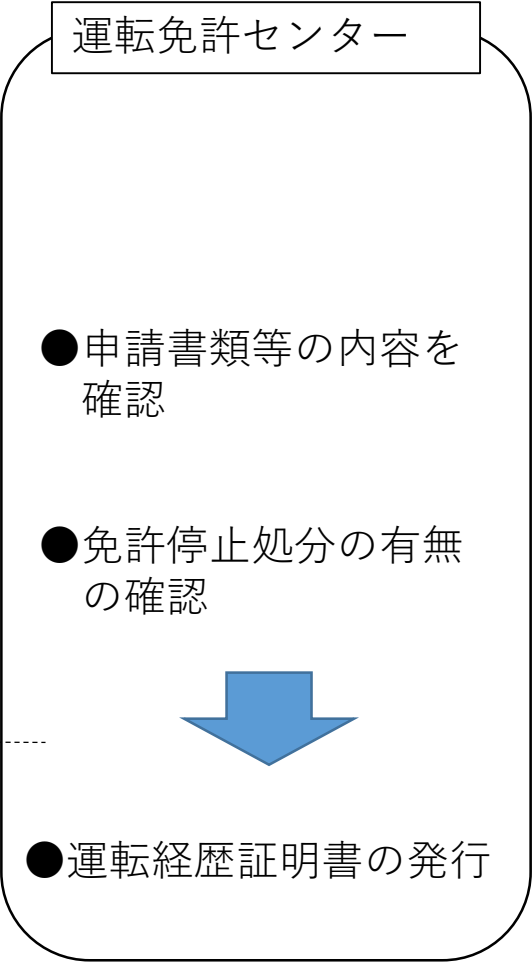 運転免許センター
●申請書類等の内容を
確認
●免許停止処分の有無
の確認
●運転経歴証明書の発行